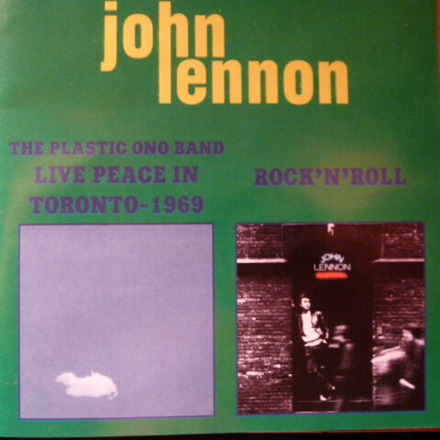 john
lennon
THE PLASTIC ONO BAND
LIVE PEACE IN
TORONTO-1969
ROCK'N'ROLL
JOHN
LENNON